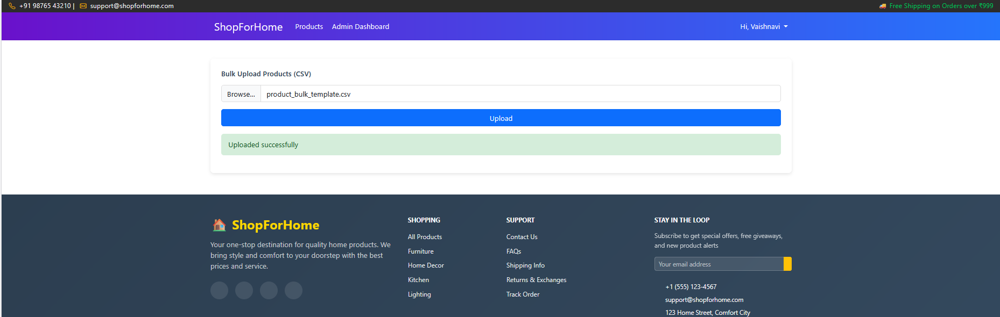 +91 98765 43210 | support@shopforhome.com
Free Shipping on Orders over ₹999
ShopForHome Products Admin Dashboard Hi, Vaishnavi
Bulk Upload Products (CSV)
Browse... product_bulk_template.csv
Upload
Uploaded successfully
ShopForHome
Your one-stop destination for quality home products. We
bring style and comfort to your doorstep with the best
prices and service.
SHOPPING
All Products
Furniture
Home Decor
Kitchen
Lighting
SUPPORT
Contact Us
FAQs
Shipping Info
Returns & Exchanges
Track Order
STAY IN THE LOOP
Subscribe to get special offers, free giveaways,
and new product alerts
Your email address
+1 (555) 123-4567
support@shopforhome.com
123 Home Street, Comfort City